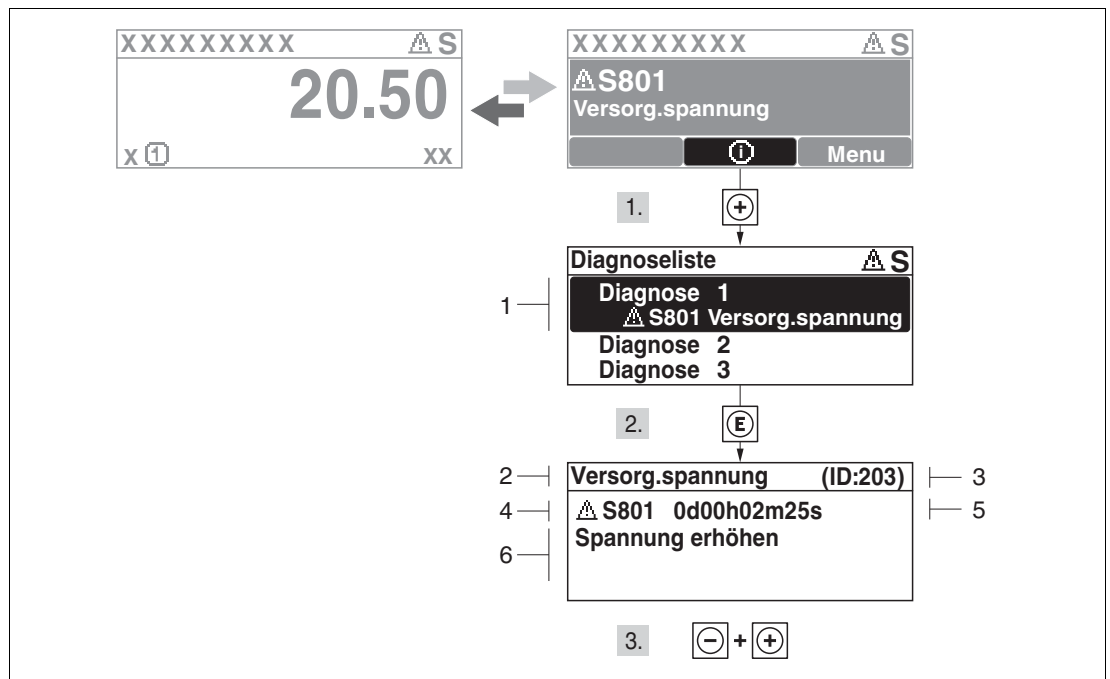 XXXXXXXXX ⚠ S
20.50
x ① xx
XXXXXXXXX ⚠ S
⚠ S801
Versorg.spannung
ⓘ Menu
1. +
Diagnoseliste ⚠ S
1
Diagnose 1
⚠ S801 Versorg.spannung
Diagnose 2
Diagnose 3
2. E
2 Versorg.spannung (ID:203) 3
4 ⚠ S801 0d00h02m25s 5
6 Spannung erhöhen
3. - + +